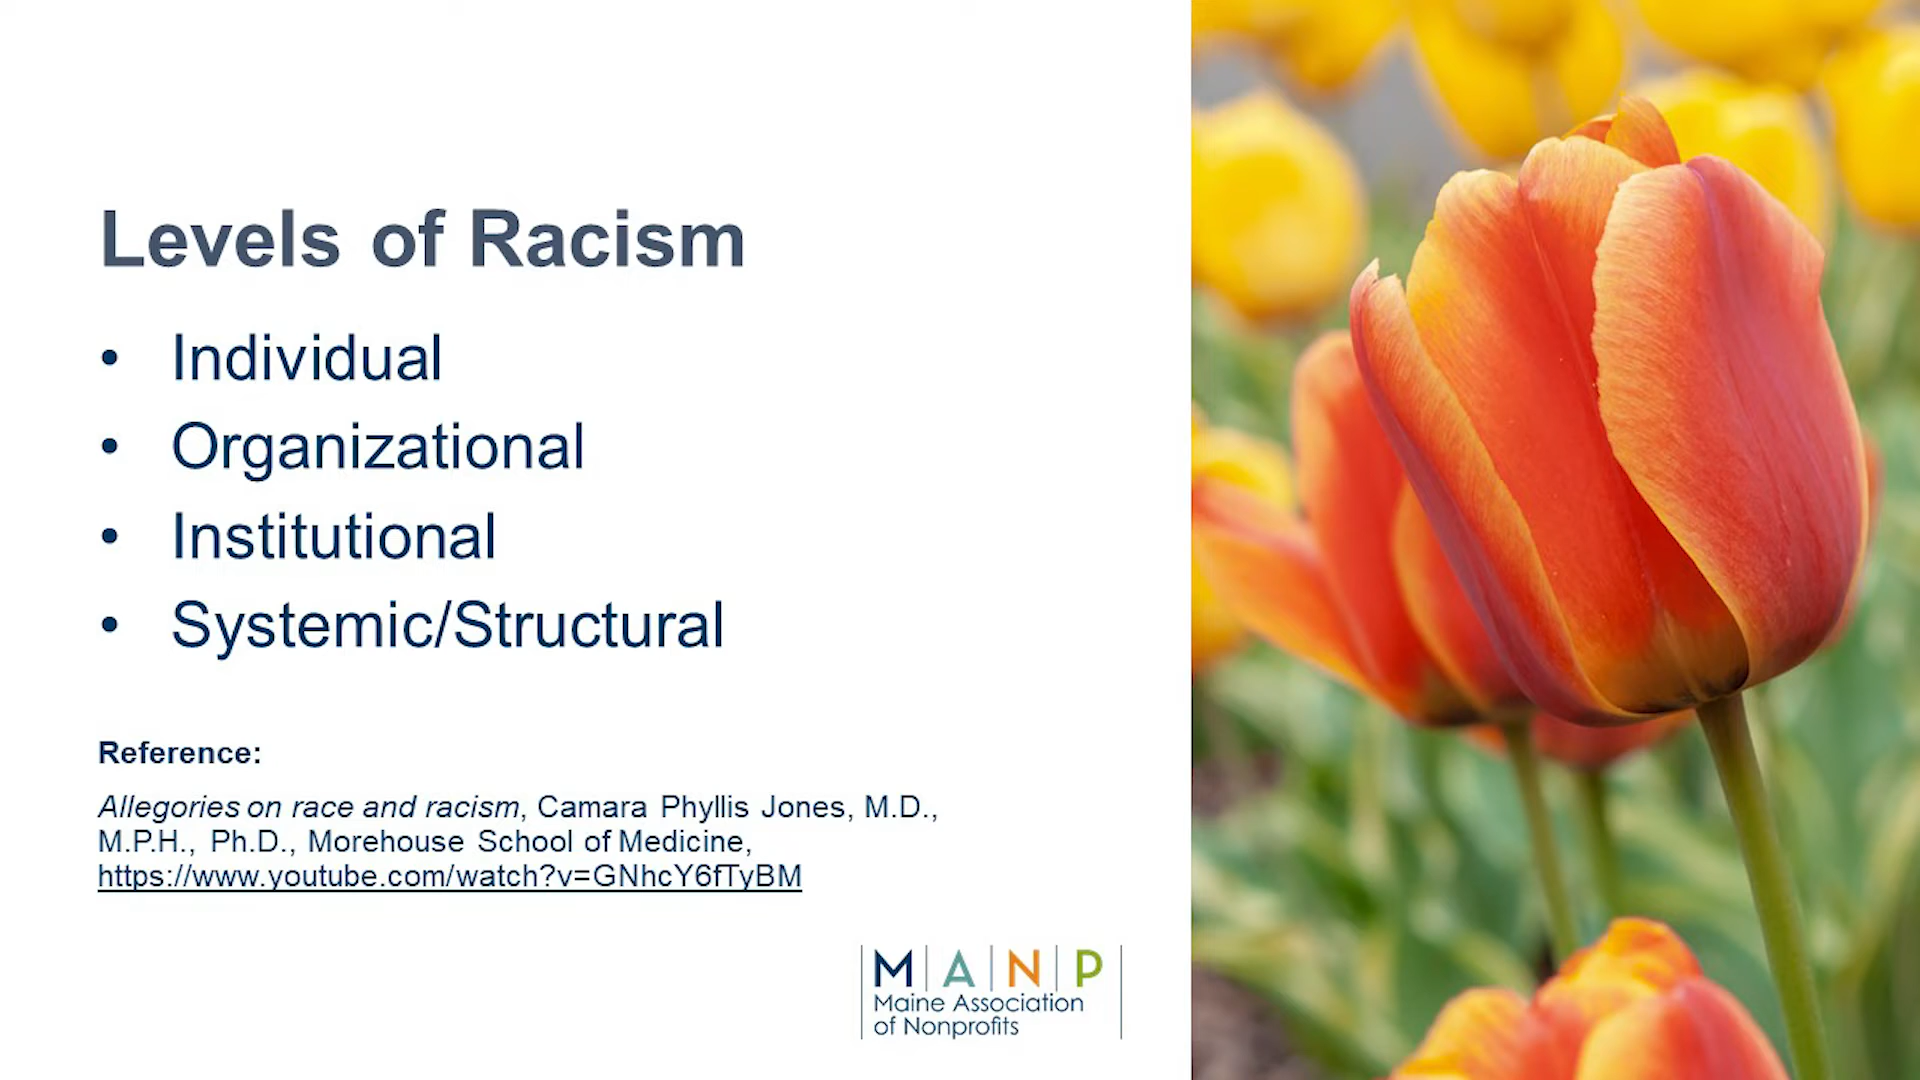 Levels of Racism
• Individual
• Organizational
• Institutional
• Systemic/Structural
Reference:
Allegories on race and racism, Camara Phyllis Jones, M.D.,
M.P.H., Ph.D., Morehouse School of Medicine,
https://www.youtube.com/watch?v=GNhcY6fTyBM
M|A|N|P
Maine Association
of Nonprofits